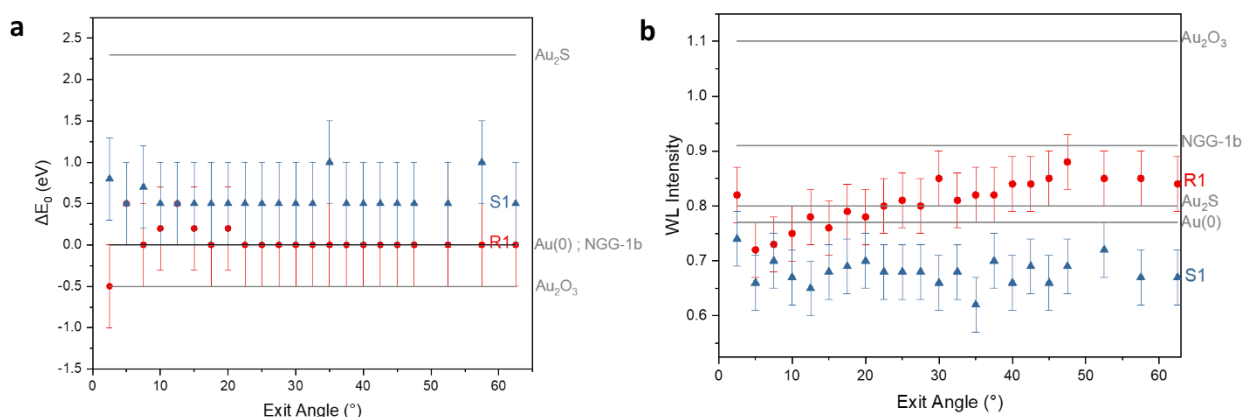 a
2.5
2.0
1.5
1.0
0.5
0.0
-0.5
-1.0
-1.5
ΔE₀ (eV)
0
10
20
30
40
50
60
Exit Angle (°)
Au₂S
S1
R1
Au(0) ; NGG-1b
Au₂O₃
b
1.1
1.0
0.9
0.8
0.7
0.6
WL Intensity
0
10
20
30
40
50
60
Exit Angle (°)
Au₂O₃
NGG-1b
R1
Au₂S
Au(0)
S1